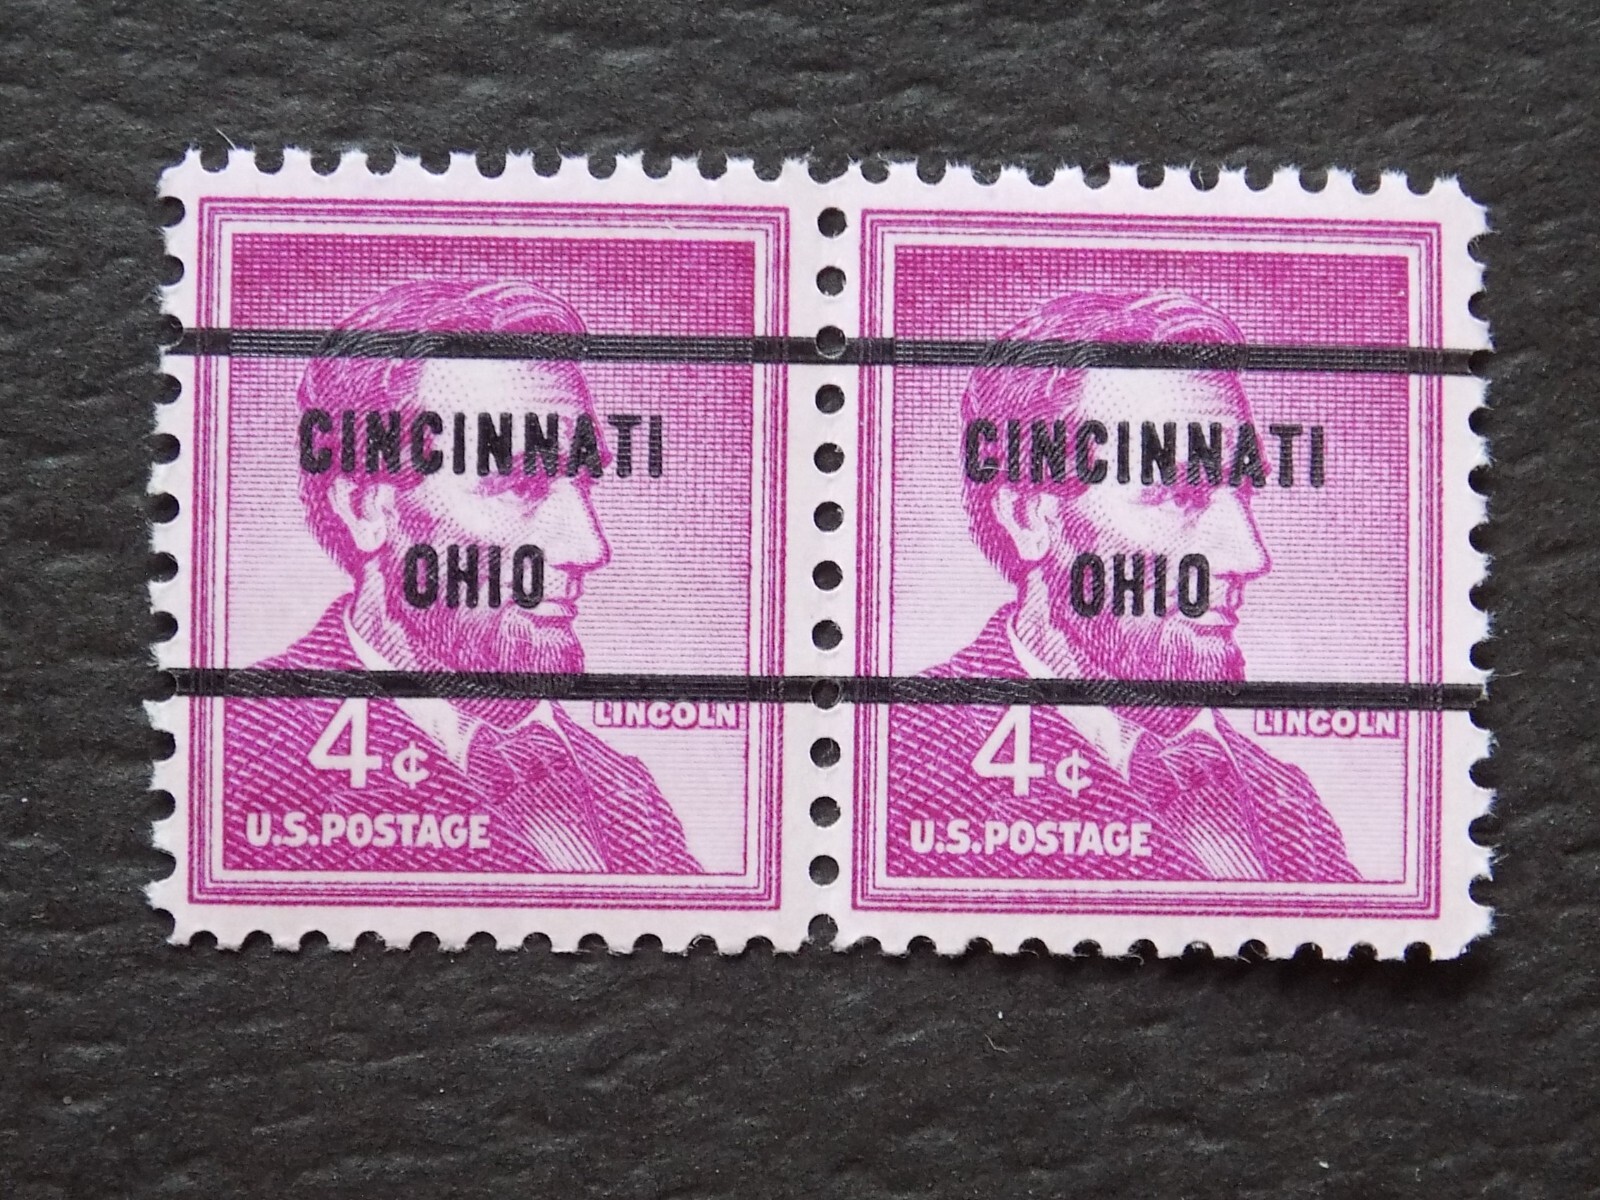 CINCINNATI
OHIO
LINCOLN
4¢
U.S.POSTAGE
CINCINNATI
OHIO
LINCOLN
4¢
U.S.POSTAGE